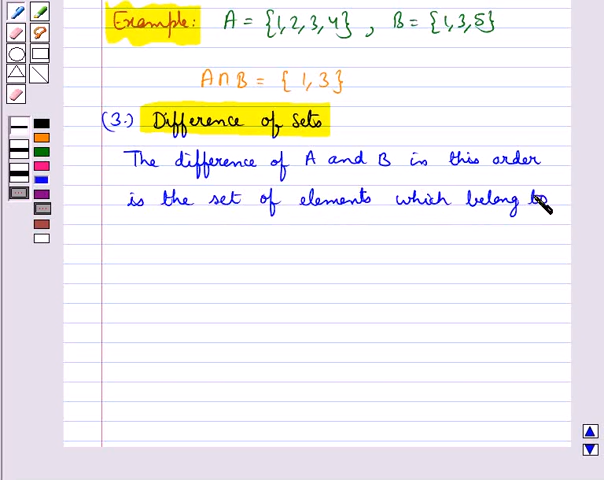 Example: A = {1,2,3,4} , B = {1,3,5}
A∩B = {1,3}
(3.) Difference of Sets
The difference of A and B in this order
is the set of elements which belong to